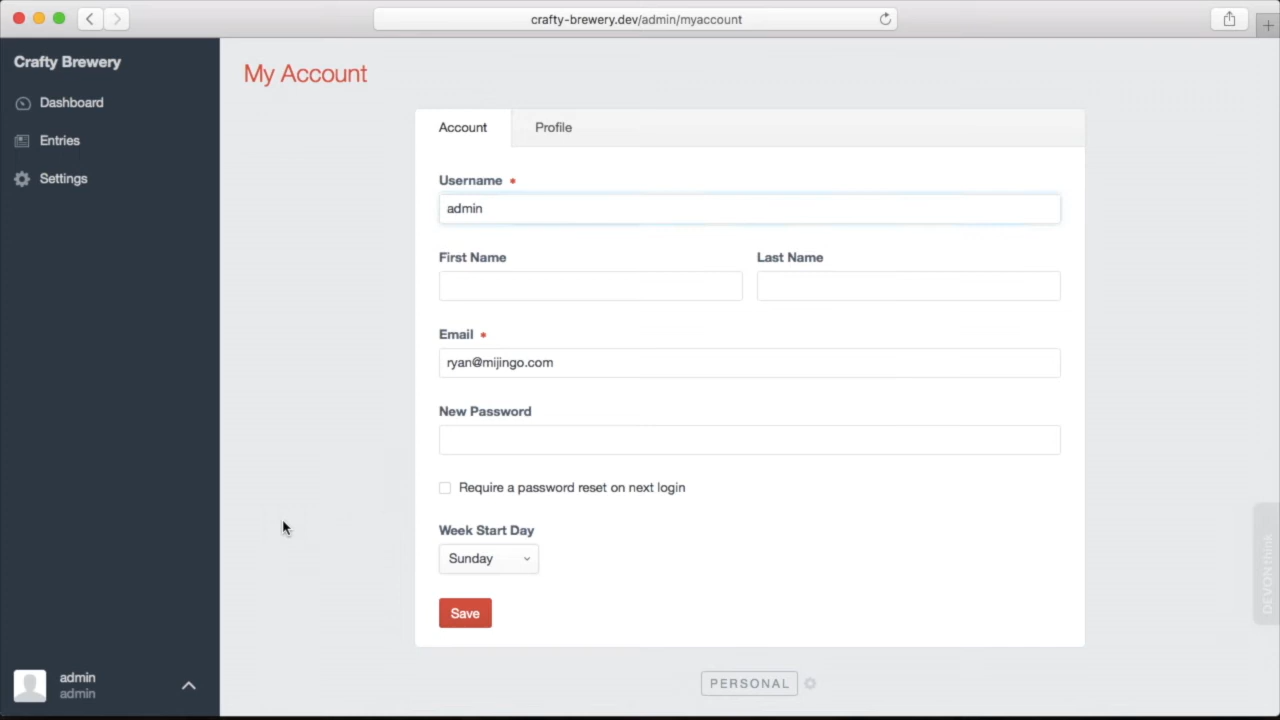 crafty-brewery.dev/admin/myaccount
Crafty Brewery
Dashboard
Entries
Settings
My Account
Account Profile
Username *
admin
First Name Last Name
Email *
ryan@mijingo.com
New Password
Require a password reset on next login
Week Start Day
Sunday
Save
DEVONthink
admin
admin
PERSONAL